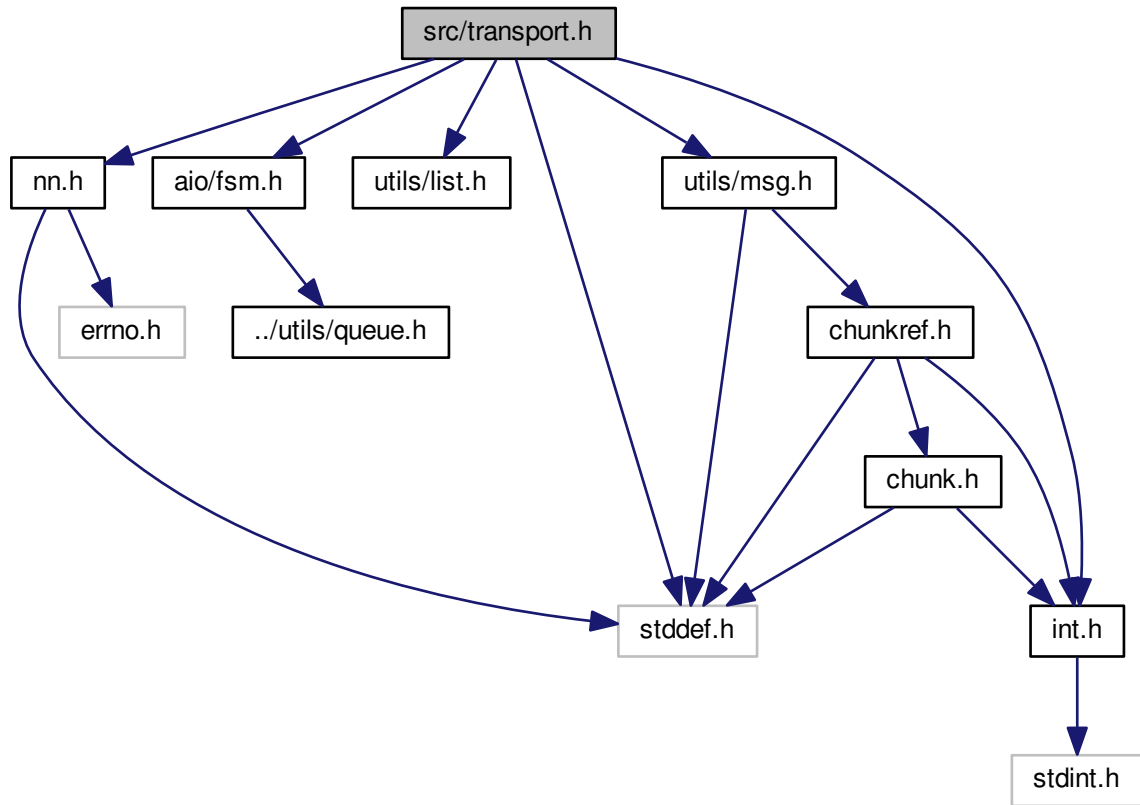 src/transport.h
nn.h
aio/fsm.h
utils/list.h
utils/msg.h
errno.h
../utils/queue.h
chunkref.h
chunk.h
stddef.h
int.h
stdint.h